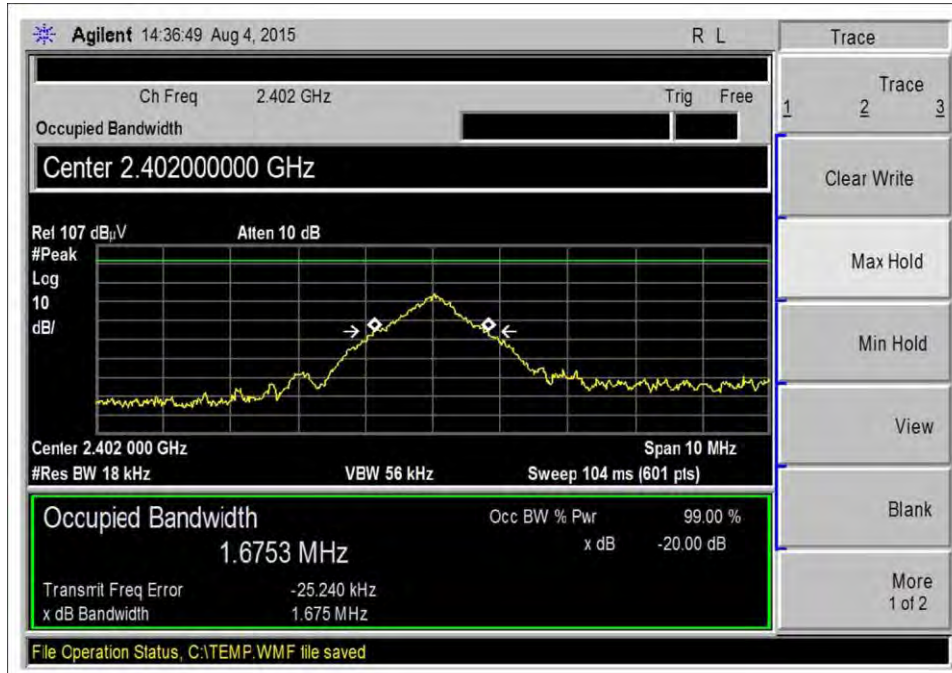 Agilent 14:36:49 Aug 4, 2015 R L
Trace
Ch Freq 2.402 GHz Trig Free
Occupied Bandwidth
Center 2.402000000 GHz
Ref 107 dBµV Atten 10 dB
#Peak
Log
10
dB/
Center 2.402 000 GHz Span 10 MHz
#Res BW 18 kHz VBW 56 kHz Sweep 104 ms (601 pts)
Occupied Bandwidth Occ BW % Pwr 99.00 %
1.6753 MHz x dB -20.00 dB
Transmit Freq Error -25.240 kHz
x dB Bandwidth 1.675 MHz
File Operation Status, C:\TEMP.WMF file saved
Trace
1 2 3
Clear Write
Max Hold
Min Hold
View
Blank
More
1 of 2